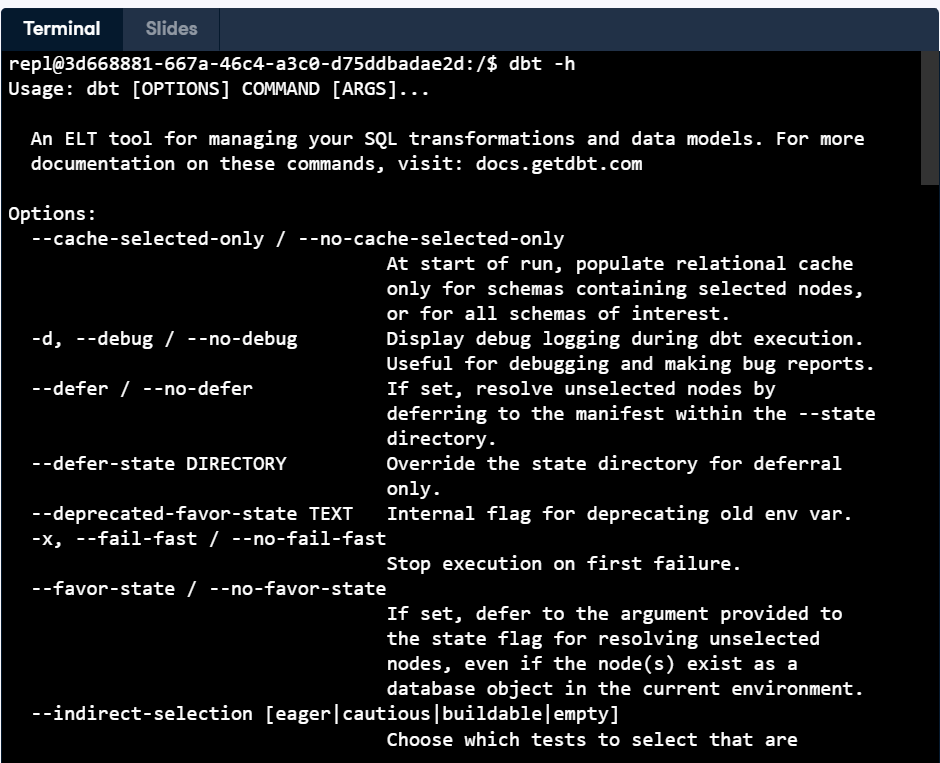 Terminal Slides
repl@3d668881-667a-46c4-a3c0-d75ddbadae2d:/$ dbt -h
Usage: dbt [OPTIONS] COMMAND [ARGS]...
An ELT tool for managing your SQL transformations and data models. For more
documentation on these commands, visit: docs.getdbt.com
Options:
--cache-selected-only / --no-cache-selected-only
At start of run, populate relational cache
only for schemas containing selected nodes,
or for all schemas of interest.
-d, --debug / --no-debug Display debug logging during dbt execution.
Useful for debugging and making bug reports.
--defer / --no-defer If set, resolve unselected nodes by
deferring to the manifest within the --state
directory.
--defer-state DIRECTORY Override the state directory for deferral
only.
--deprecated-favor-state TEXT Internal flag for deprecating old env var.
-x, --fail-fast / --no-fail-fast
Stop execution on first failure.
--favor-state / --no-favor-state
If set, defer to the argument provided to
the state flag for resolving unselected
nodes, even if the node(s) exist as a
database object in the current environment.
--indirect-selection [eager|cautious|buildable|empty]
Choose which tests to select that are